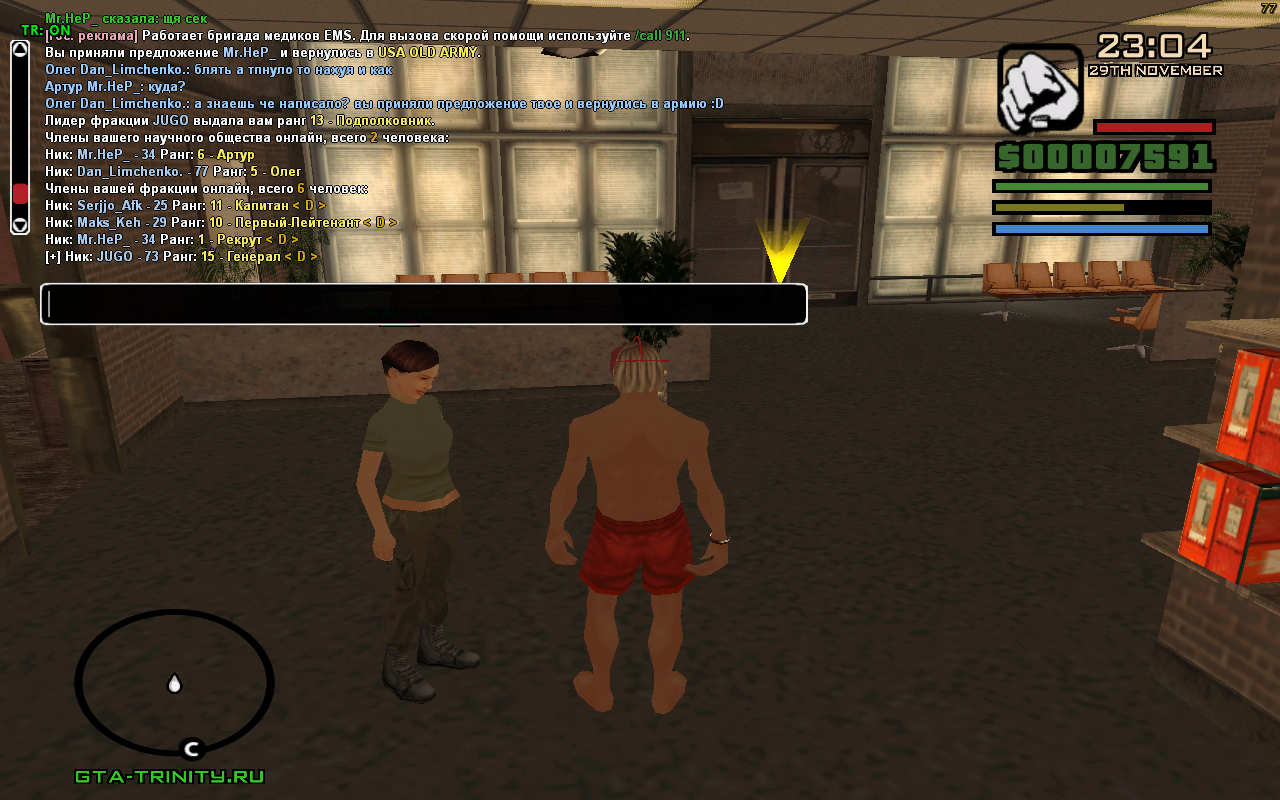 Mr.HeP_ сказала: щя сек
TR: ON
реклама] Работает бригада медиков EMS. Для вызова скорой помощи используйте /call 911.
Вы приняли предложение Mr.HeP_ и вернулись в USA OLD ARMY.
Олег Dan_Limchenko.: блять а тпнуло то нахуя и как
Артур Mr.HeP_: куда?
Олег Dan_Limchenko.: а знаешь че написало? вы приняли предложение твое и вернулись в армию :D
Лидер фракции JUGO выдала вам ранг 13 - Подполковник.
Члены вашего научного общества онлайн, всего 2 человека:
Ник: Mr.HeP_ - 34 Ранг: 6 - Артур
Ник: Dan_Limchenko. - 77 Ранг: 5 - Олег
Члены вашей фракции онлайн, всего 6 человек:
Ник: Serjjo_Afk - 25 Ранг: 11 - Капитан < D >
Ник: Maks_Keh - 29 Ранг: 10 - Первый Лейтенант < D >
Ник: Mr.HeP_ - 34 Ранг: 1 - Рекрут < D >
[+] Ник: JUGO - 73 Ранг: 15 - Генерал < D >
77
23:04
29TH NOVEMBER
$00007591
C
GTA-TRINITY.RU